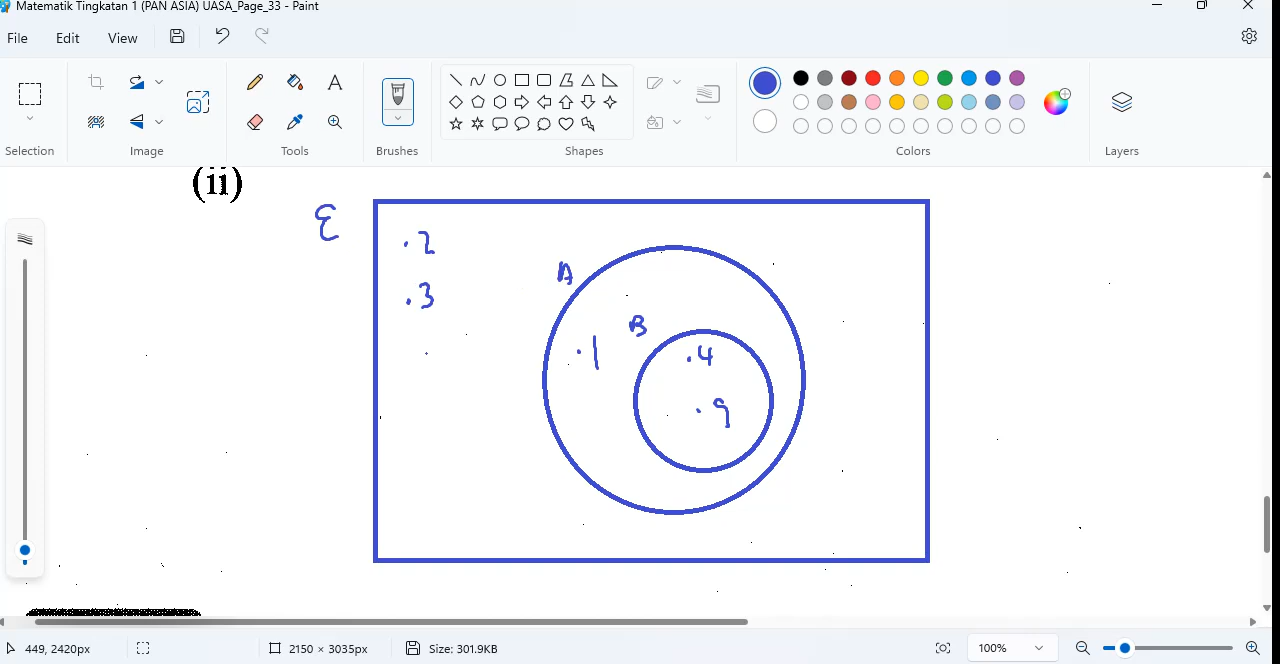 Matematik Tingkatan 1 (PAN ASIA) UASA_Page_33 - Paint
File Edit View
Selection Image Tools Brushes Shapes Colors Layers
(ii)
ξ
.2
A
.3
B
.1
.4
.9
449, 2420px 2150 × 3035px Size: 301.9KB 100%